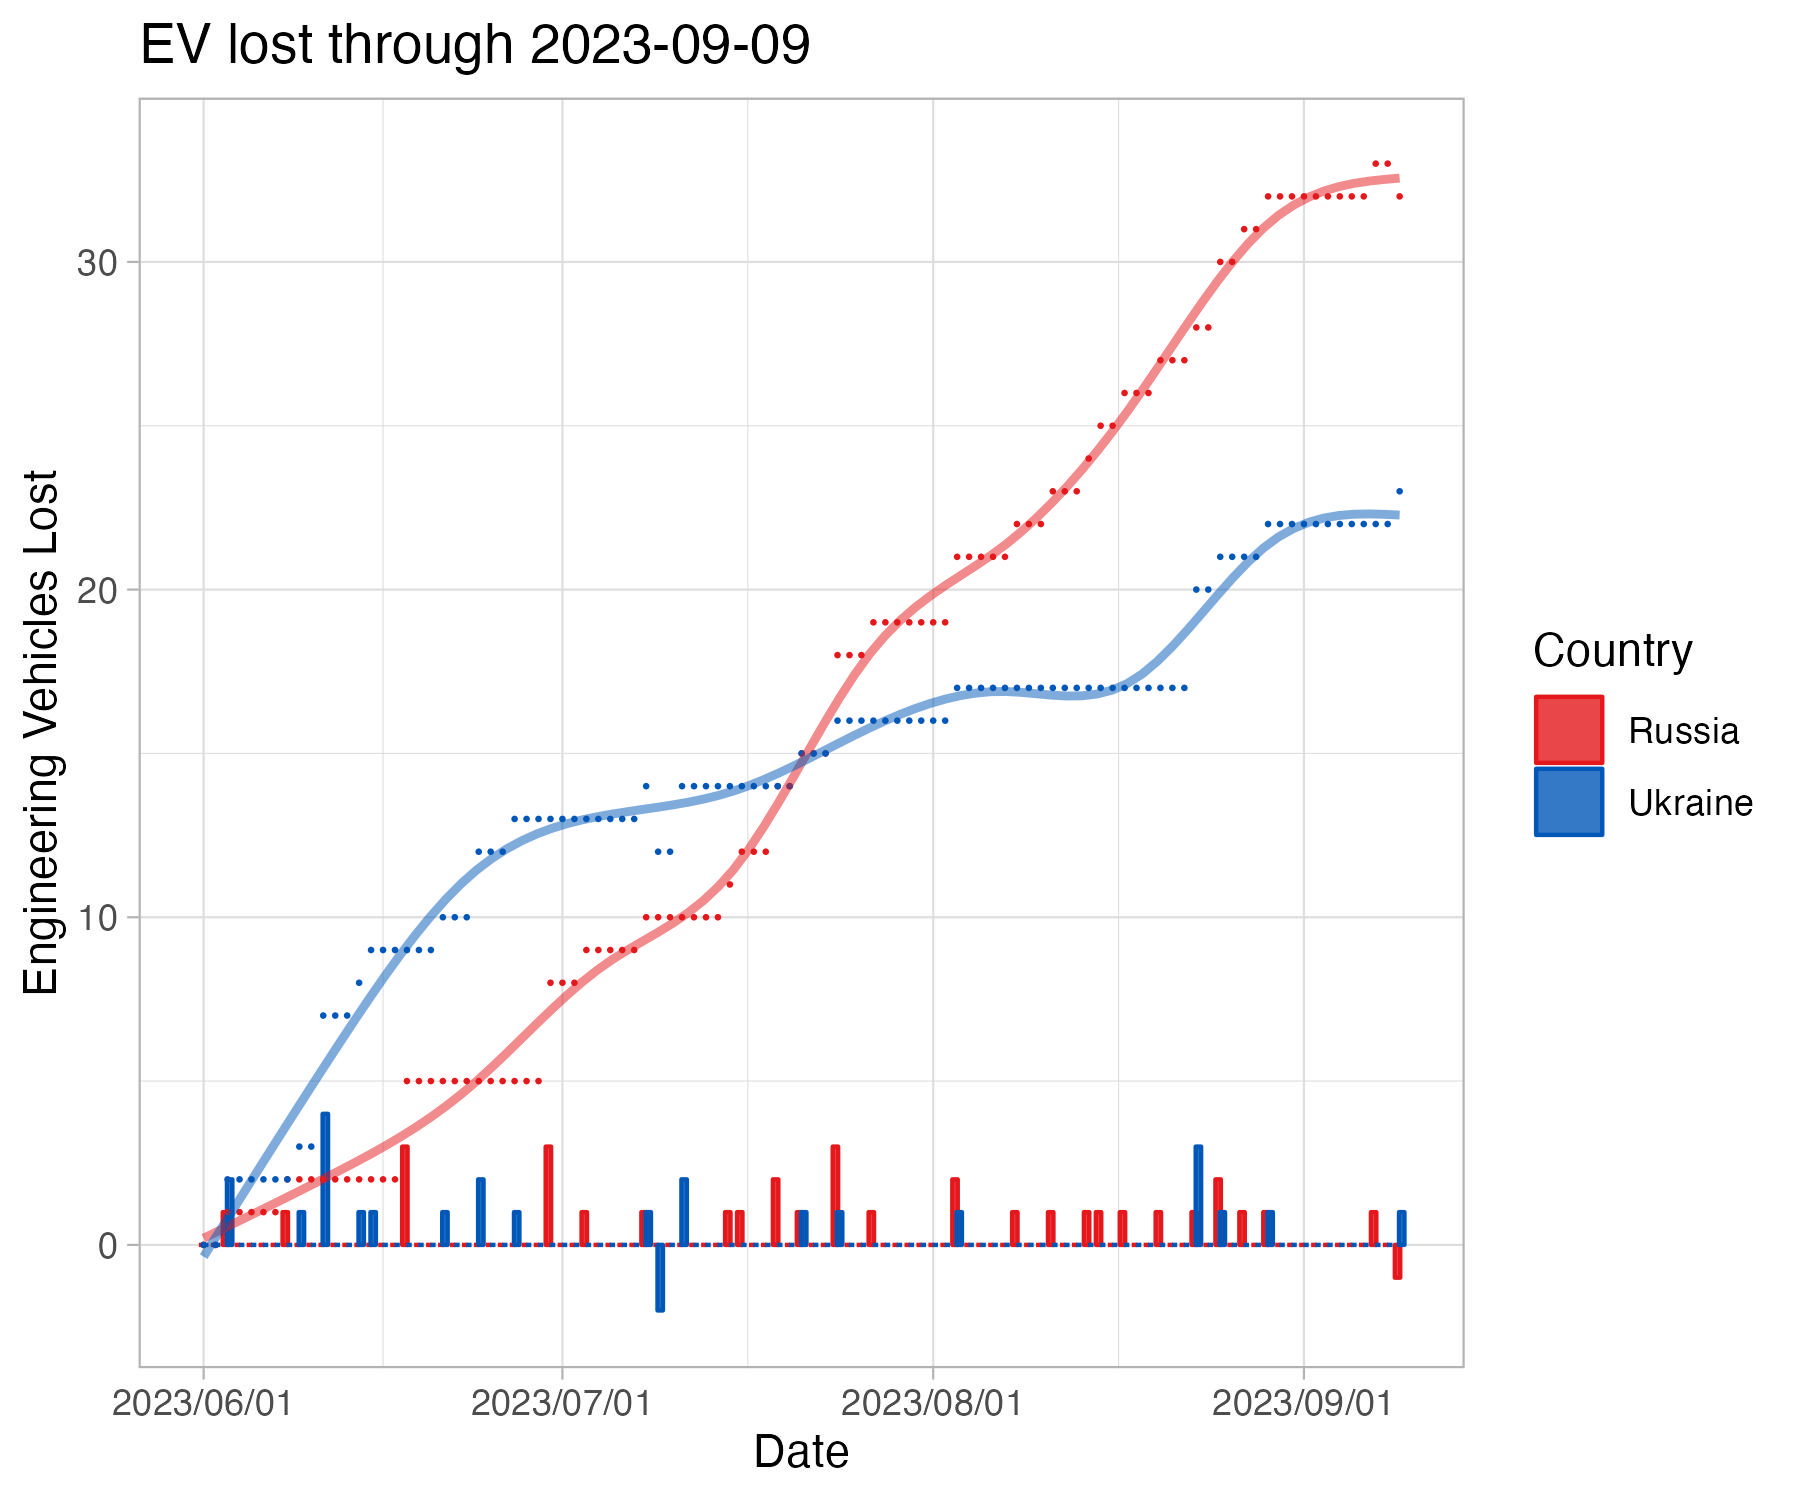 EV lost through 2023-09-09
Engineering Vehicles Lost
30
20
10
0
2023/06/01
2023/07/01
2023/08/01
2023/09/01
Date
Country
Russia
Ukraine